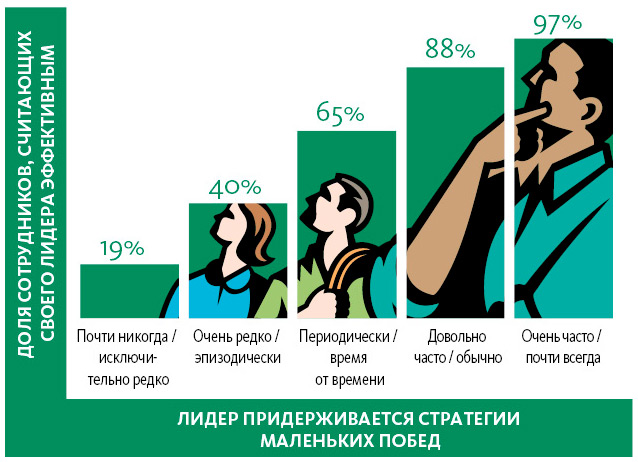 ДОЛЯ СОТРУДНИКОВ, СЧИТАЮЩИХ
СВОЕГО ЛИДЕРА ЭФФЕКТИВНЫМ
19%
40%
65%
88%
97%
Почти никогда /
исключи-
тельно редко
Очень редко /
эпизодически
Периодически /
время
от времени
Довольно
часто / обычно
Очень часто /
почти всегда
ЛИДЕР ПРИДЕРЖИВАЕТСЯ СТРАТЕГИИ
МАЛЕНЬКИХ ПОБЕД